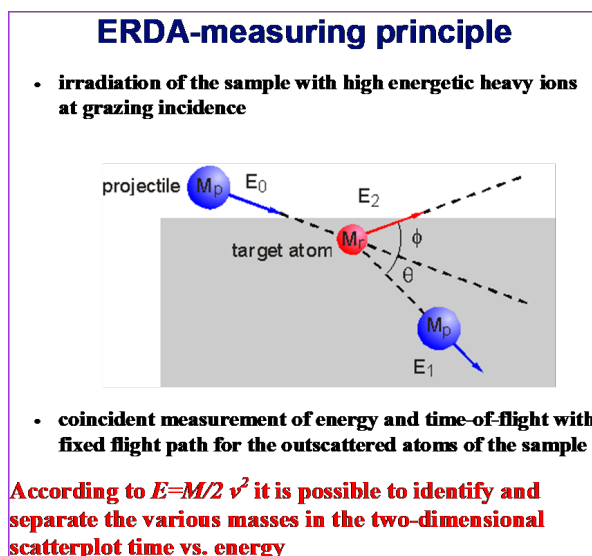 ERDA-measuring principle
• irradiation of the sample with high energetic heavy ions
at grazing incidence
projectile
Mp
E0
E2
target atom
Mr
ϕ
θ
Mp
E1
• coincident measurement of energy and time-of-flight with
fixed flight path for the outscattered atoms of the sample
According to E=M/2 v² it is possible to identify and
separate the various masses in the two-dimensional
scatterplot time vs. energy